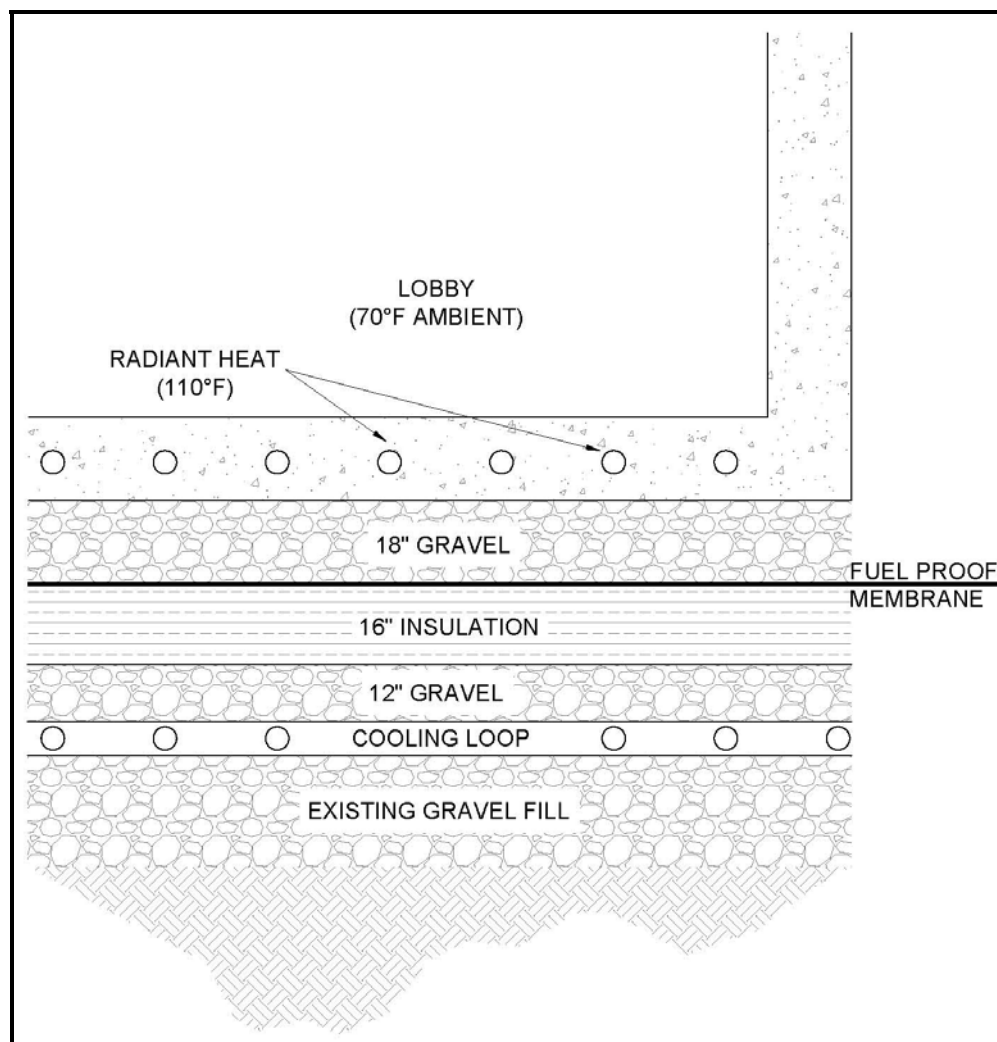 LOBBY
(70°F AMBIENT)
RADIANT HEAT
(110°F)
18" GRAVEL
FUEL PROOF
MEMBRANE
16" INSULATION
12" GRAVEL
COOLING LOOP
EXISTING GRAVEL FILL